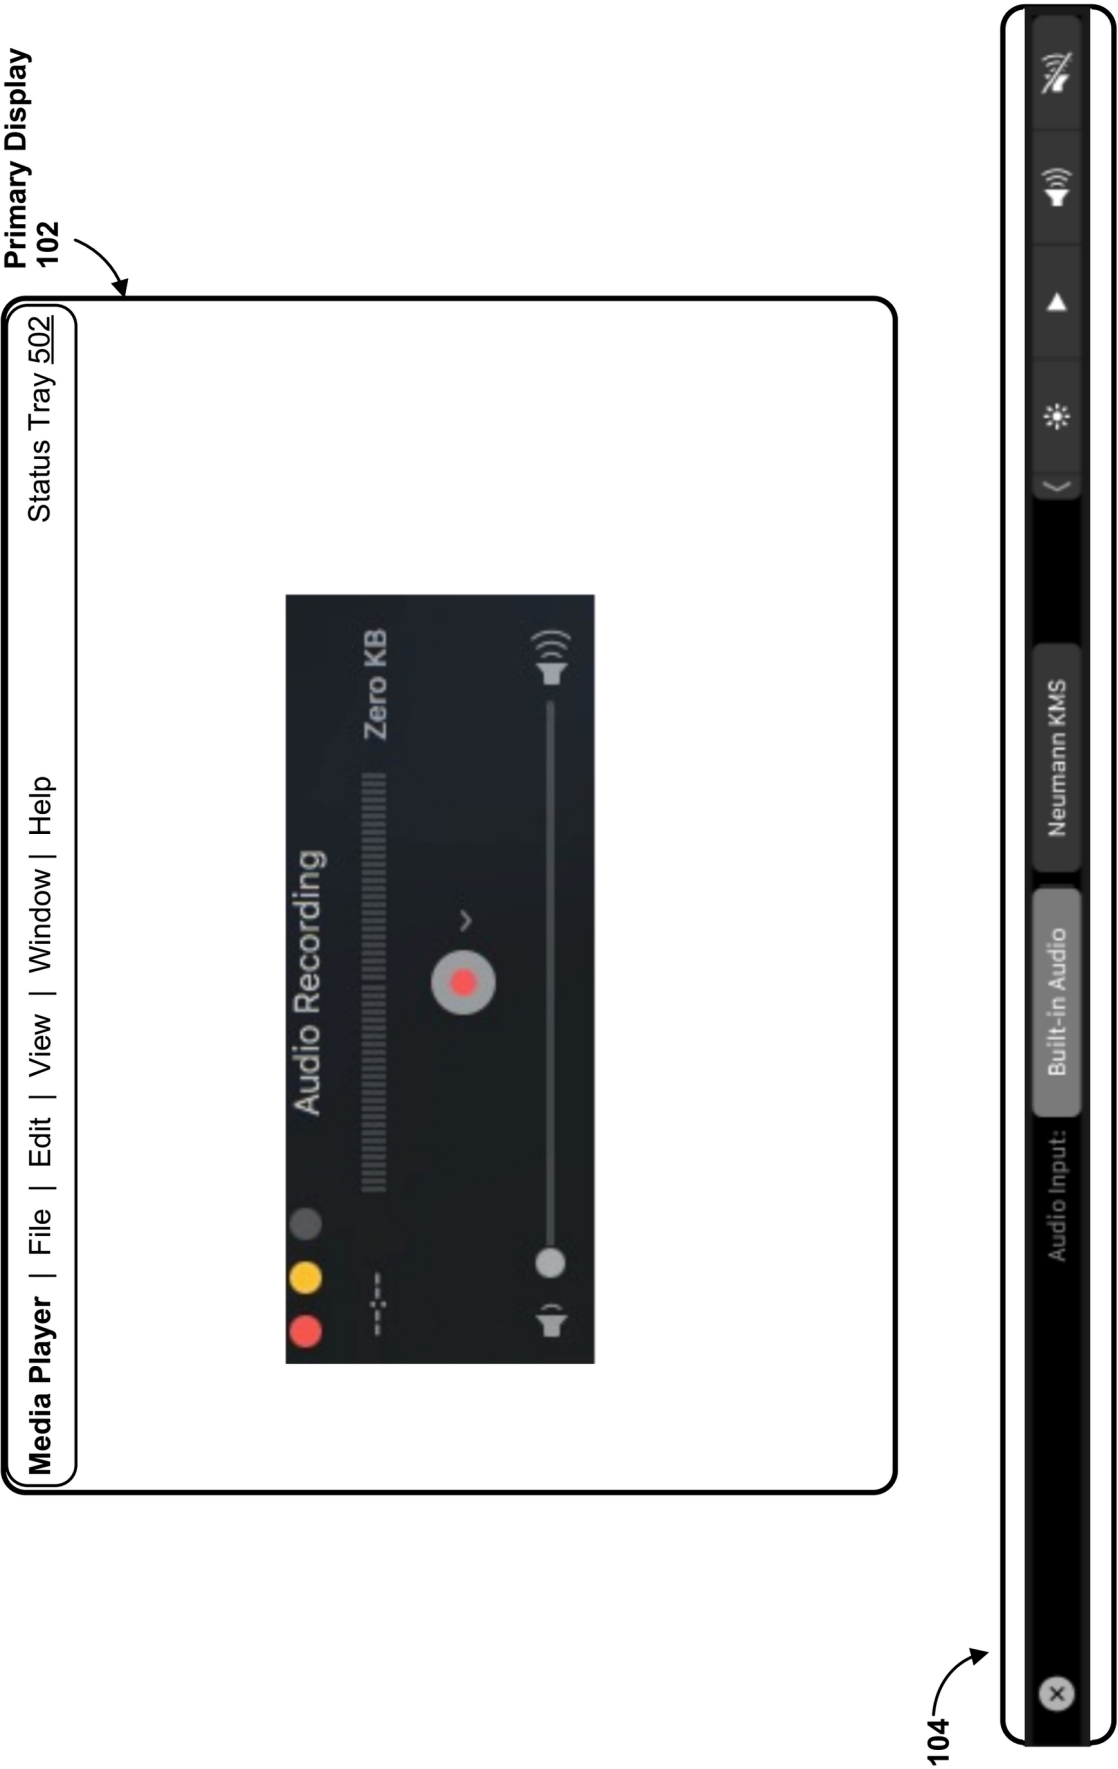 Primary Display
102
Media Player | File | Edit | View | Window | Help Status Tray 502
Audio Recording
--:-- Zero KB
104
Audio Input: Built-in Audio Neumann KMS